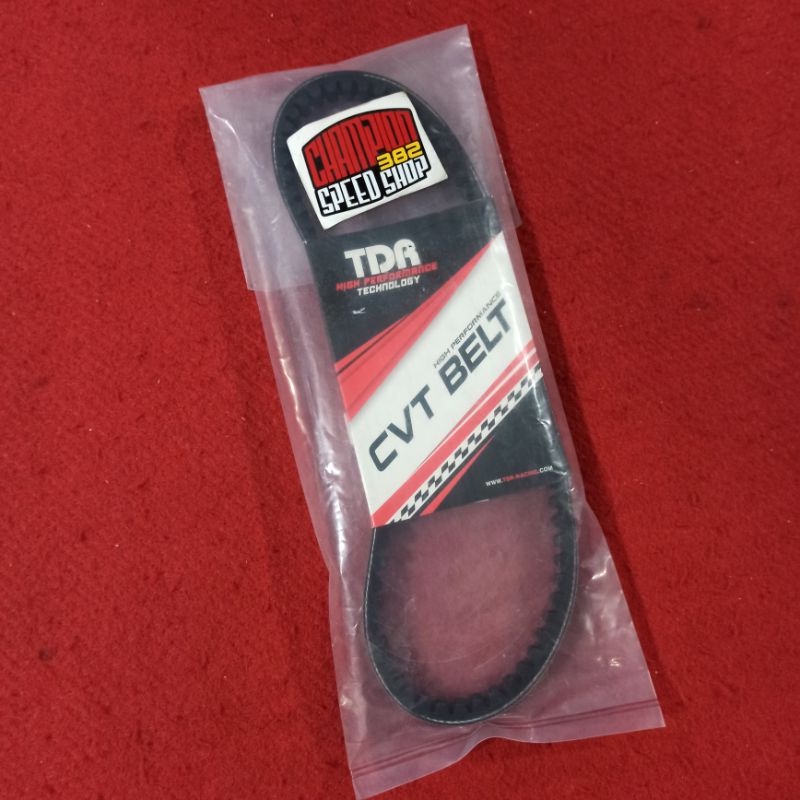 CHAMPION
382
SPEED SHOP
TDR
HIGH PERFORMANCE
TECHNOLOGY
HIGH PERFORMANCE
CVT BELT
WWW.TDR-RACING.COM